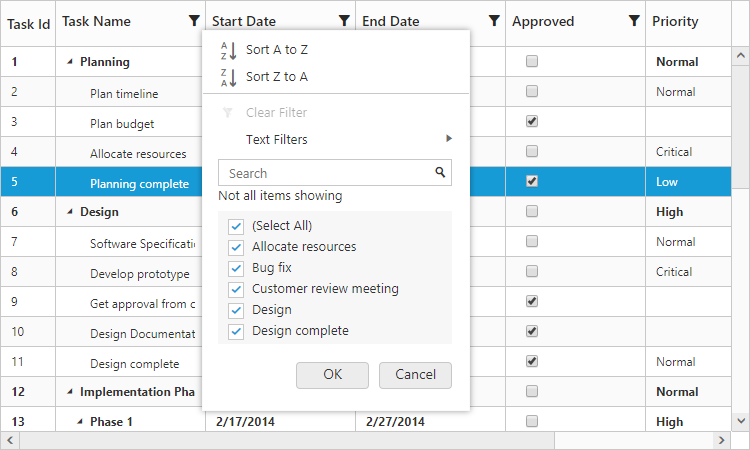 Task Id Task Name Start Date End Date Approved Priority
1 Planning Normal
2 Plan timeline Normal
3 Plan budget
4 Allocate resources Critical
5 Planning complete Low
6 Design High
7 Software Specificati Normal
8 Develop prototype Critical
9 Get approval from c
10 Design Documentat
11 Design complete Normal
12 Implementation Pha Normal
13 Phase 1 2/17/2014 2/27/2014 High
Sort A to Z
Sort Z to A
Clear Filter
Text Filters
Search
Not all items showing
(Select All)
Allocate resources
Bug fix
Customer review meeting
Design
Design complete
OK Cancel